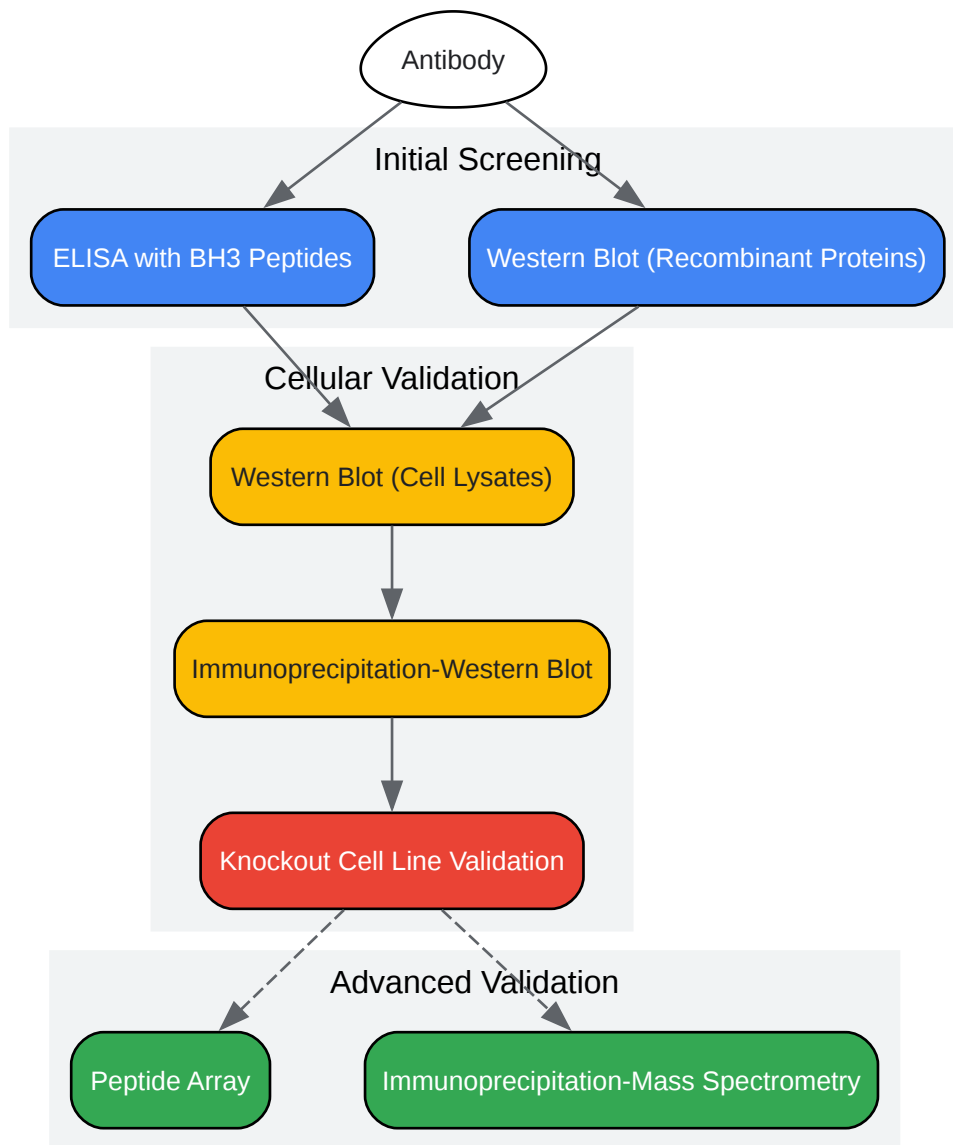 Antibody
Initial Screening
ELISA with BH3 Peptides
Western Blot (Recombinant Proteins)
Cellular Validation
Western Blot (Cell Lysates)
Immunoprecipitation-Western Blot
Knockout Cell Line Validation
Advanced Validation
Peptide Array
Immunoprecipitation-Mass Spectrometry